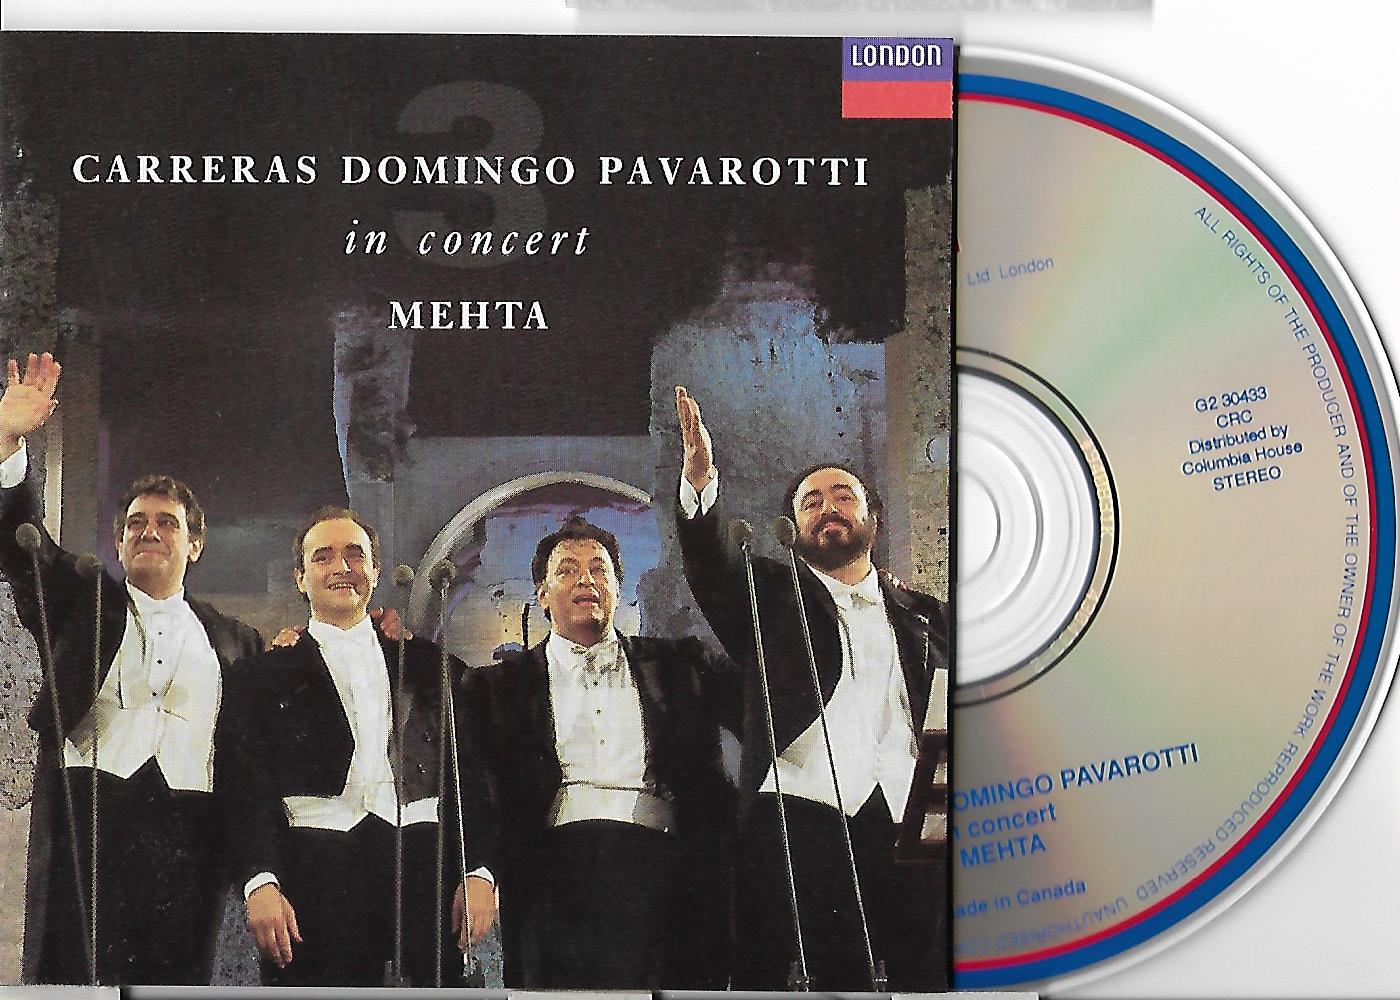 LONDON
3
CARRERAS DOMINGO PAVAROTTI
in concert
MEHTA
Ltd. London
ALL RIGHTS OF THE PRODUCER AND OF THE OWNER OF THE WORK REPRODUCED RESERVED UNAUTHORISED
G2 30433
CRC
Distributed by
Columbia House
STEREO
OMINGO PAVAROTTI
n concert
MEHTA
ade in Canada